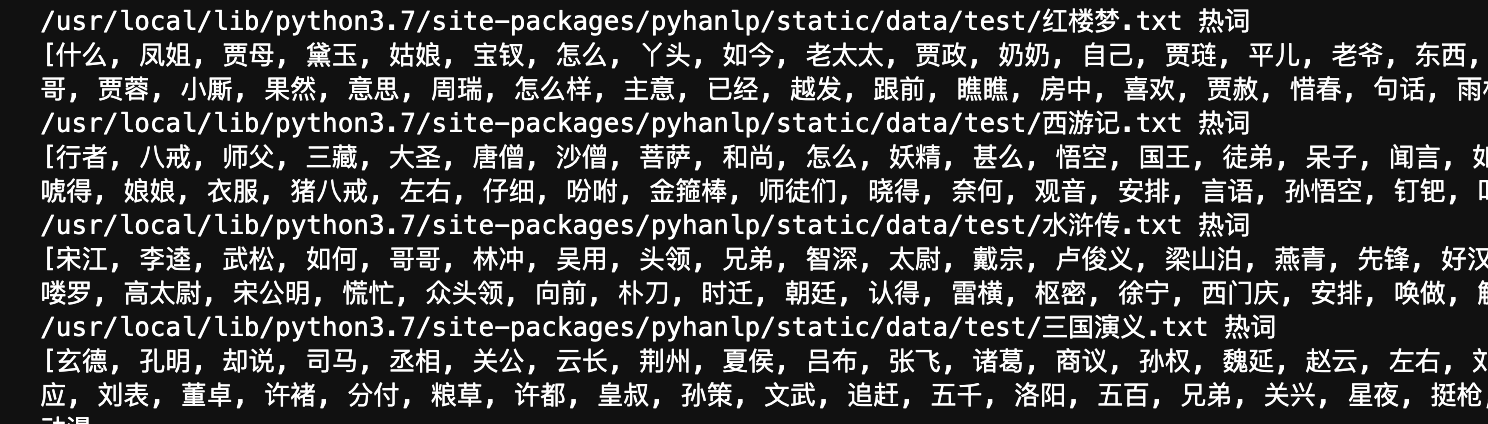 /usr/local/lib/python3.7/site-packages/pyhanlp/static/data/test/红楼梦.txt 热词
[什么, 凤姐, 贾母, 黛玉, 姑娘, 宝钗, 怎么, 丫头, 如今, 老太太, 贾政, 奶奶, 自己, 贾琏, 平儿, 老爷, 东西,
哥, 贾蓉, 小厮, 果然, 意思, 周瑞, 怎么样, 主意, 已经, 越发, 跟前, 瞧瞧, 房中, 喜欢, 贾赦, 惜春, 句话, 雨
/usr/local/lib/python3.7/site-packages/pyhanlp/static/data/test/西游记.txt 热词
[行者, 八戒, 师父, 三藏, 大圣, 唐僧, 沙僧, 菩萨, 和尚, 怎么, 妖精, 甚么, 悟空, 国王, 徒弟, 呆子, 闻言,
唬得, 娘娘, 衣服, 猪八戒, 左右, 仔细, 吩咐, 金箍棒, 师徒们, 晓得, 奈何, 观音, 安排, 言语, 孙悟空, 钉钯,
/usr/local/lib/python3.7/site-packages/pyhanlp/static/data/test/水浒传.txt 热词
[宋江, 李逵, 武松, 如何, 哥哥, 林冲, 吴用, 头领, 兄弟, 智深, 太尉, 戴宗, 卢俊义, 梁山泊, 燕青, 先锋, 好汉
喽罗, 高太尉, 宋公明, 慌忙, 众头领, 向前, 朴刀, 时迁, 朝廷, 认得, 雷横, 枢密, 徐宁, 西门庆, 安排, 唤做,
/usr/local/lib/python3.7/site-packages/pyhanlp/static/data/test/三国演义.txt 热词
[玄德, 孔明, 却说, 司马, 丞相, 关公, 云长, 荆州, 夏侯, 吕布, 张飞, 诸葛, 商议, 孙权, 魏延, 赵云, 左右,
应, 刘表, 董卓, 许褚, 分付, 粮草, 许都, 皇叔, 孙策, 文武, 追赶, 五千, 洛阳, 五百, 兄弟, 关兴, 星夜, 挺枪,